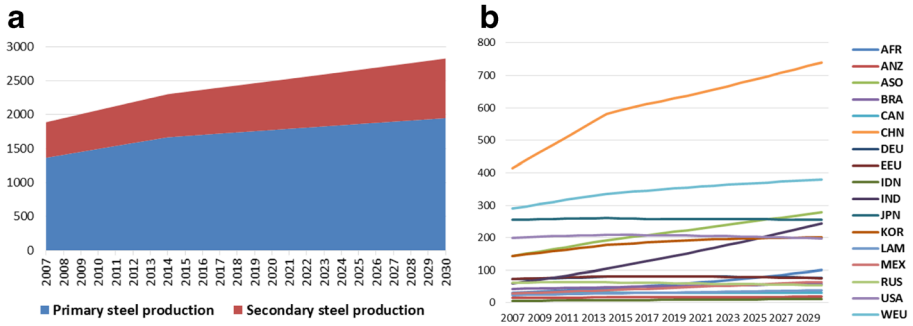 a
3000
2500
2000
1500
1000
500
0
2007 2008 2009 2010 2011 2012 2013 2014 2015 2016 2017 2018 2019 2020 2021 2022 2023 2024 2025 2026 2027 2028 2029 2030
Primary steel production Secondary steel production
b
800
700
600
500
400
300
200
100
0
2007 2009 2011 2013 2015 2017 2019 2021 2023 2025 2027 2029
AFR
ANZ
ASO
BRA
CAN
CHN
DEU
EEU
IDN
IND
JPN
KOR
LAM
MEX
RUS
USA
WEU